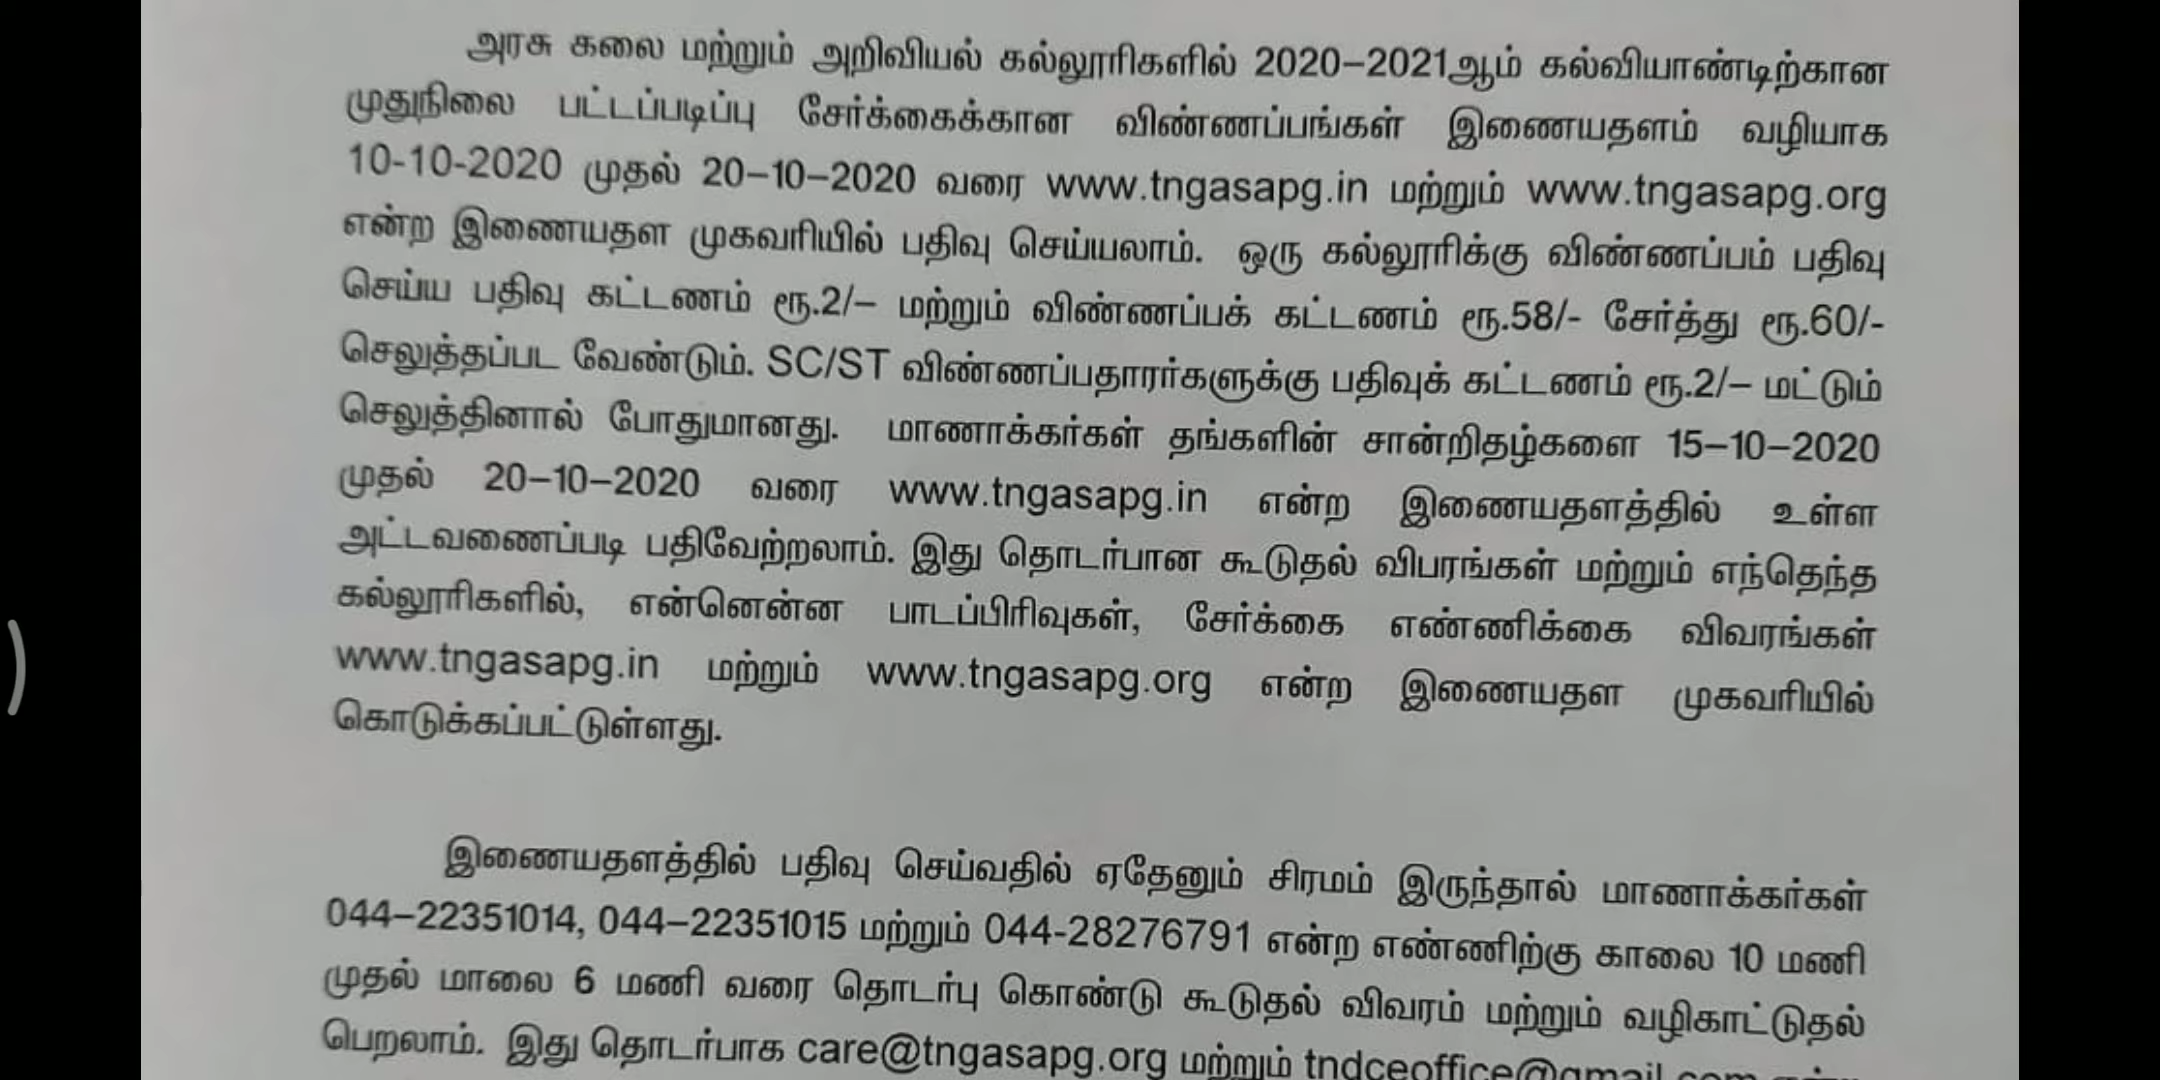 அரசு கலை மற்றும் அறிவியல் கல்லூரிகளில் 2020–2021ஆம் கல்வியாண்டிற்கான
முதுநிலை பட்டப்படிப்பு சேர்க்கைக்கான விண்ணப்பங்கள் இணையதளம் வழியாக
10-10-2020 முதல் 20–10–2020 வரை www.tngasapg.in மற்றும் www.tngasapg.org
என்ற இணையதள முகவரியில் பதிவு செய்யலாம். ஒரு கல்லூரிக்கு விண்ணப்பம் பதிவு
செய்ய பதிவு கட்டணம் ரூ.2/– மற்றும் விண்ணப்பக் கட்டணம் ரூ.58/- சேர்த்து ரூ.60/-
செலுத்தப்பட வேண்டும். SC/ST விண்ணப்பதாரர்களுக்கு பதிவுக் கட்டணம் ரூ.2/– மட்டும்
செலுத்தினால் போதுமானது. மாணாக்கர்கள் தங்களின் சான்றிதழ்களை 15–10–2020
முதல் 20–10–2020 வரை www.tngasapg.in என்ற இணையதளத்தில் உள்ள
அட்டவணைப்படி பதிவேற்றலாம். இது தொடர்பான கூடுதல் விபரங்கள் மற்றும் எந்தெந்த
கல்லூரிகளில், என்னென்ன பாடப்பிரிவுகள், சேர்க்கை எண்ணிக்கை விவரங்கள்
www.tngasapg.in மற்றும் www.tngasapg.org என்ற இணையதள முகவரியில்
கொடுக்கப்பட்டுள்ளது.
இணையதளத்தில் பதிவு செய்வதில் ஏதேனும் சிரமம் இருந்தால் மாணாக்கர்கள்
044–22351014, 044–22351015 மற்றும் 044-28276791 என்ற எண்ணிற்கு காலை 10 மணி
முதல் மாலை 6 மணி வரை தொடர்பு கொண்டு கூடுதல் விவரம் மற்றும் வழிகாட்டுதல்
பெறலாம். இது தொடர்பாக care@tngasapg.org மற்றும் tndceoffice@gmail.com